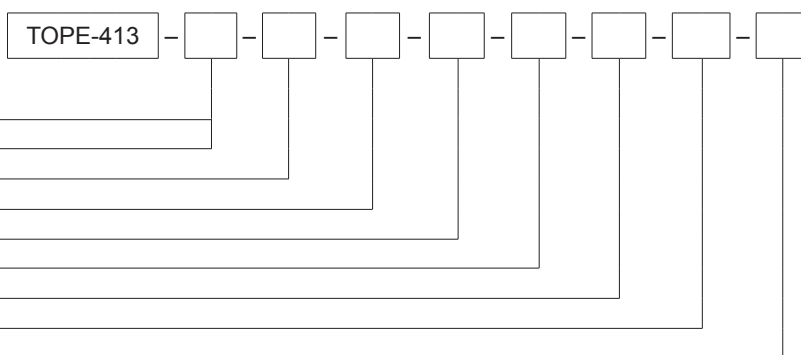 TOPE-413 – – – – – – – –